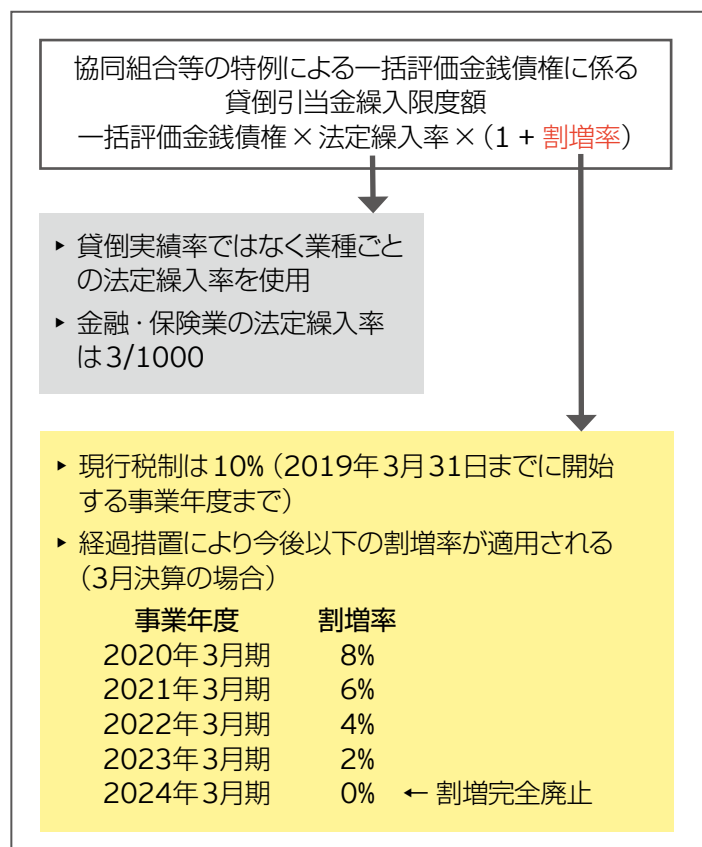 協同組合等の特例による一括評価金銭債権に係る
貸倒引当金繰入限度額
一括評価金銭債権 × 法定繰入率 ×（1 + 割増率）
▸ 貸倒実績率ではなく業種ごと
の法定繰入率を使用
▸ 金融・保険業の法定繰入率
は3/1000
▸ 現行税制は10%（2019年3月31日までに開始
する事業年度まで）
▸ 経過措置により今後以下の割増率が適用される
（3月決算の場合）
事業年度 割増率
2020年3月期 8%
2021年3月期 6%
2022年3月期 4%
2023年3月期 2%
2024年3月期 0% ← 割増完全廃止